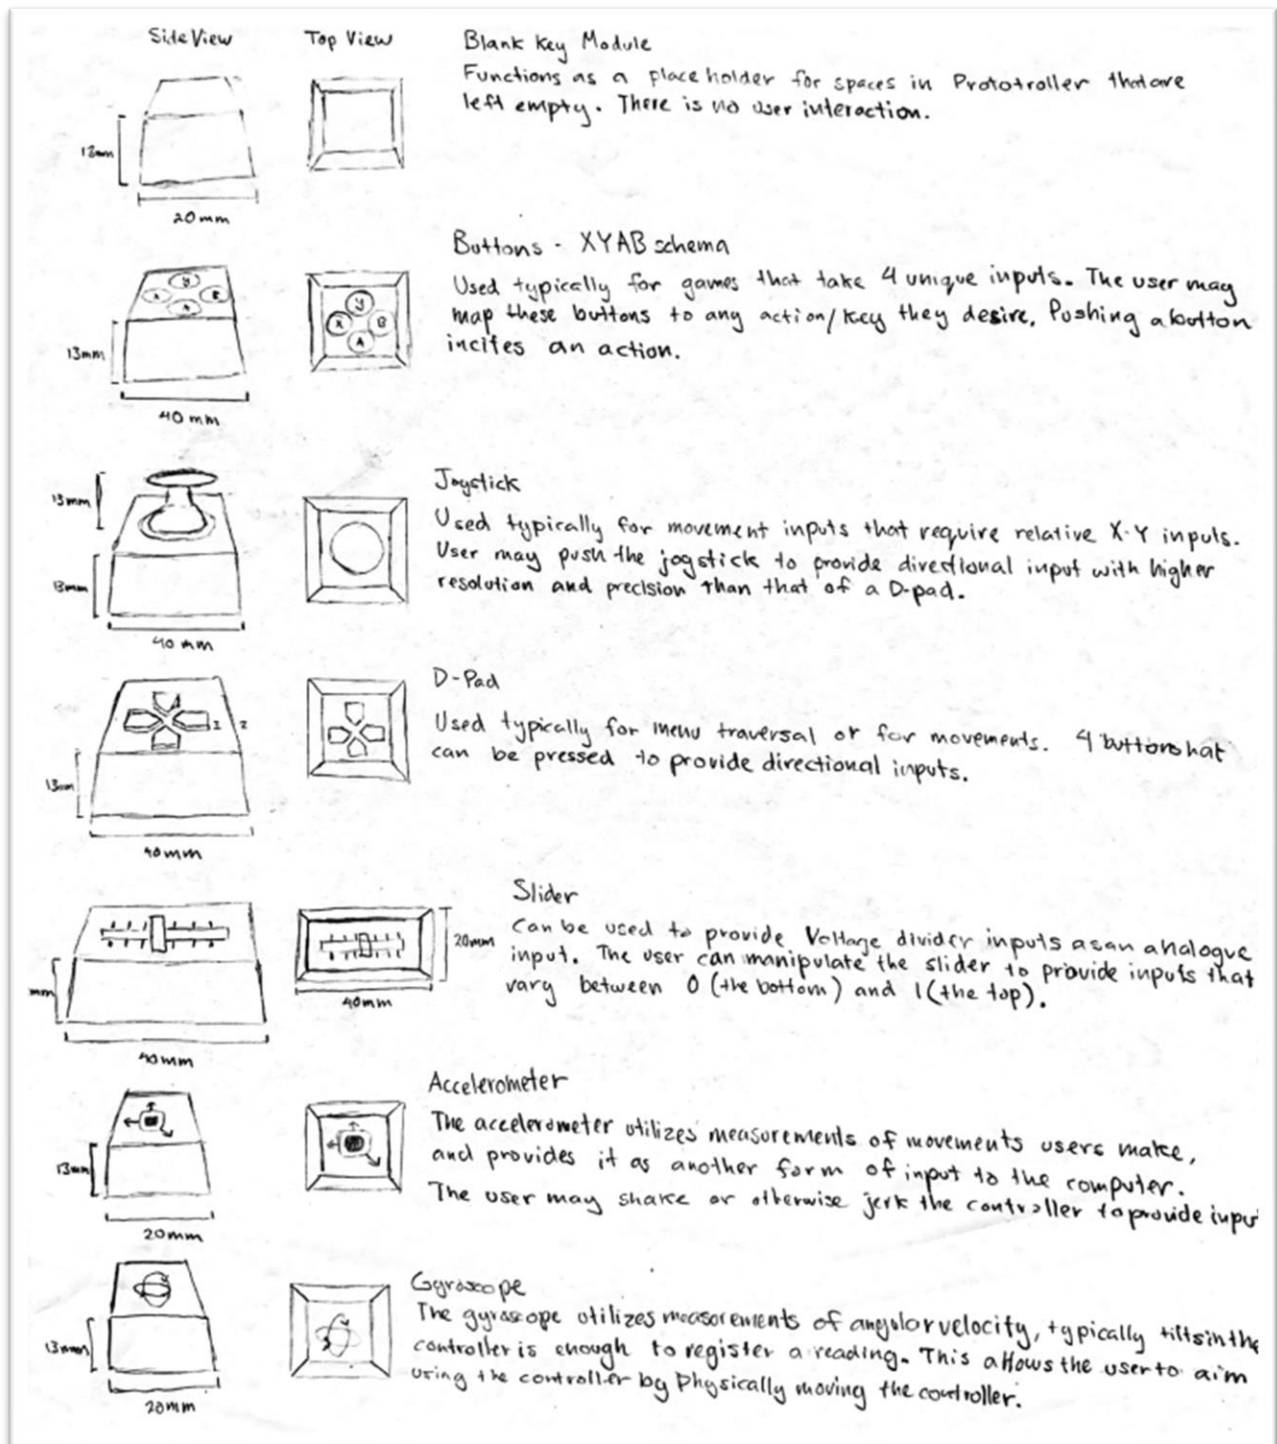 Side View Top View
Blank Key Module
Functions as a place holder for spaces in Prototroller that are
left empty. There is no user interaction.
20mm
Buttons - XYAB schema
Used typically for games that take 4 unique inputs. The user may
map these buttons to any action/key they desire. Pushing a button
incites an action.
Y
X B
A
Y
X B
A
13mm
40 mm
Joystick
Used typically for movement inputs that require relative X-Y inputs.
User may push the joystick to provide directional input with higher
resolution and precision than that of a D-pad.
13mm
13mm
40 mm
D-Pad
Used typically for menu traversal or for movements. 4 buttons hat
can be pressed to provide directional inputs.
13mm
40mm
Slider
Can be used to provide Voltage divider inputs as an analogue
input. The user can manipulate the slider to provide inputs that
vary between 0 (the bottom) and 1 (the top).
20mm
40mm
mm
40mm
Accelerometer
The accelerometer utilizes measurements of movements users make,
and provides it as another form of input to the computer.
The user may shake or otherwise jerk the controller to provide inpu
13mm
20mm
Gyroscope
The gyroscope utilizes measurements of angular velocity, typically tilts in the
controller is enough to register a reading. This allows the user to aim
using the controller by Physically moving the controller.
13mm
20mm